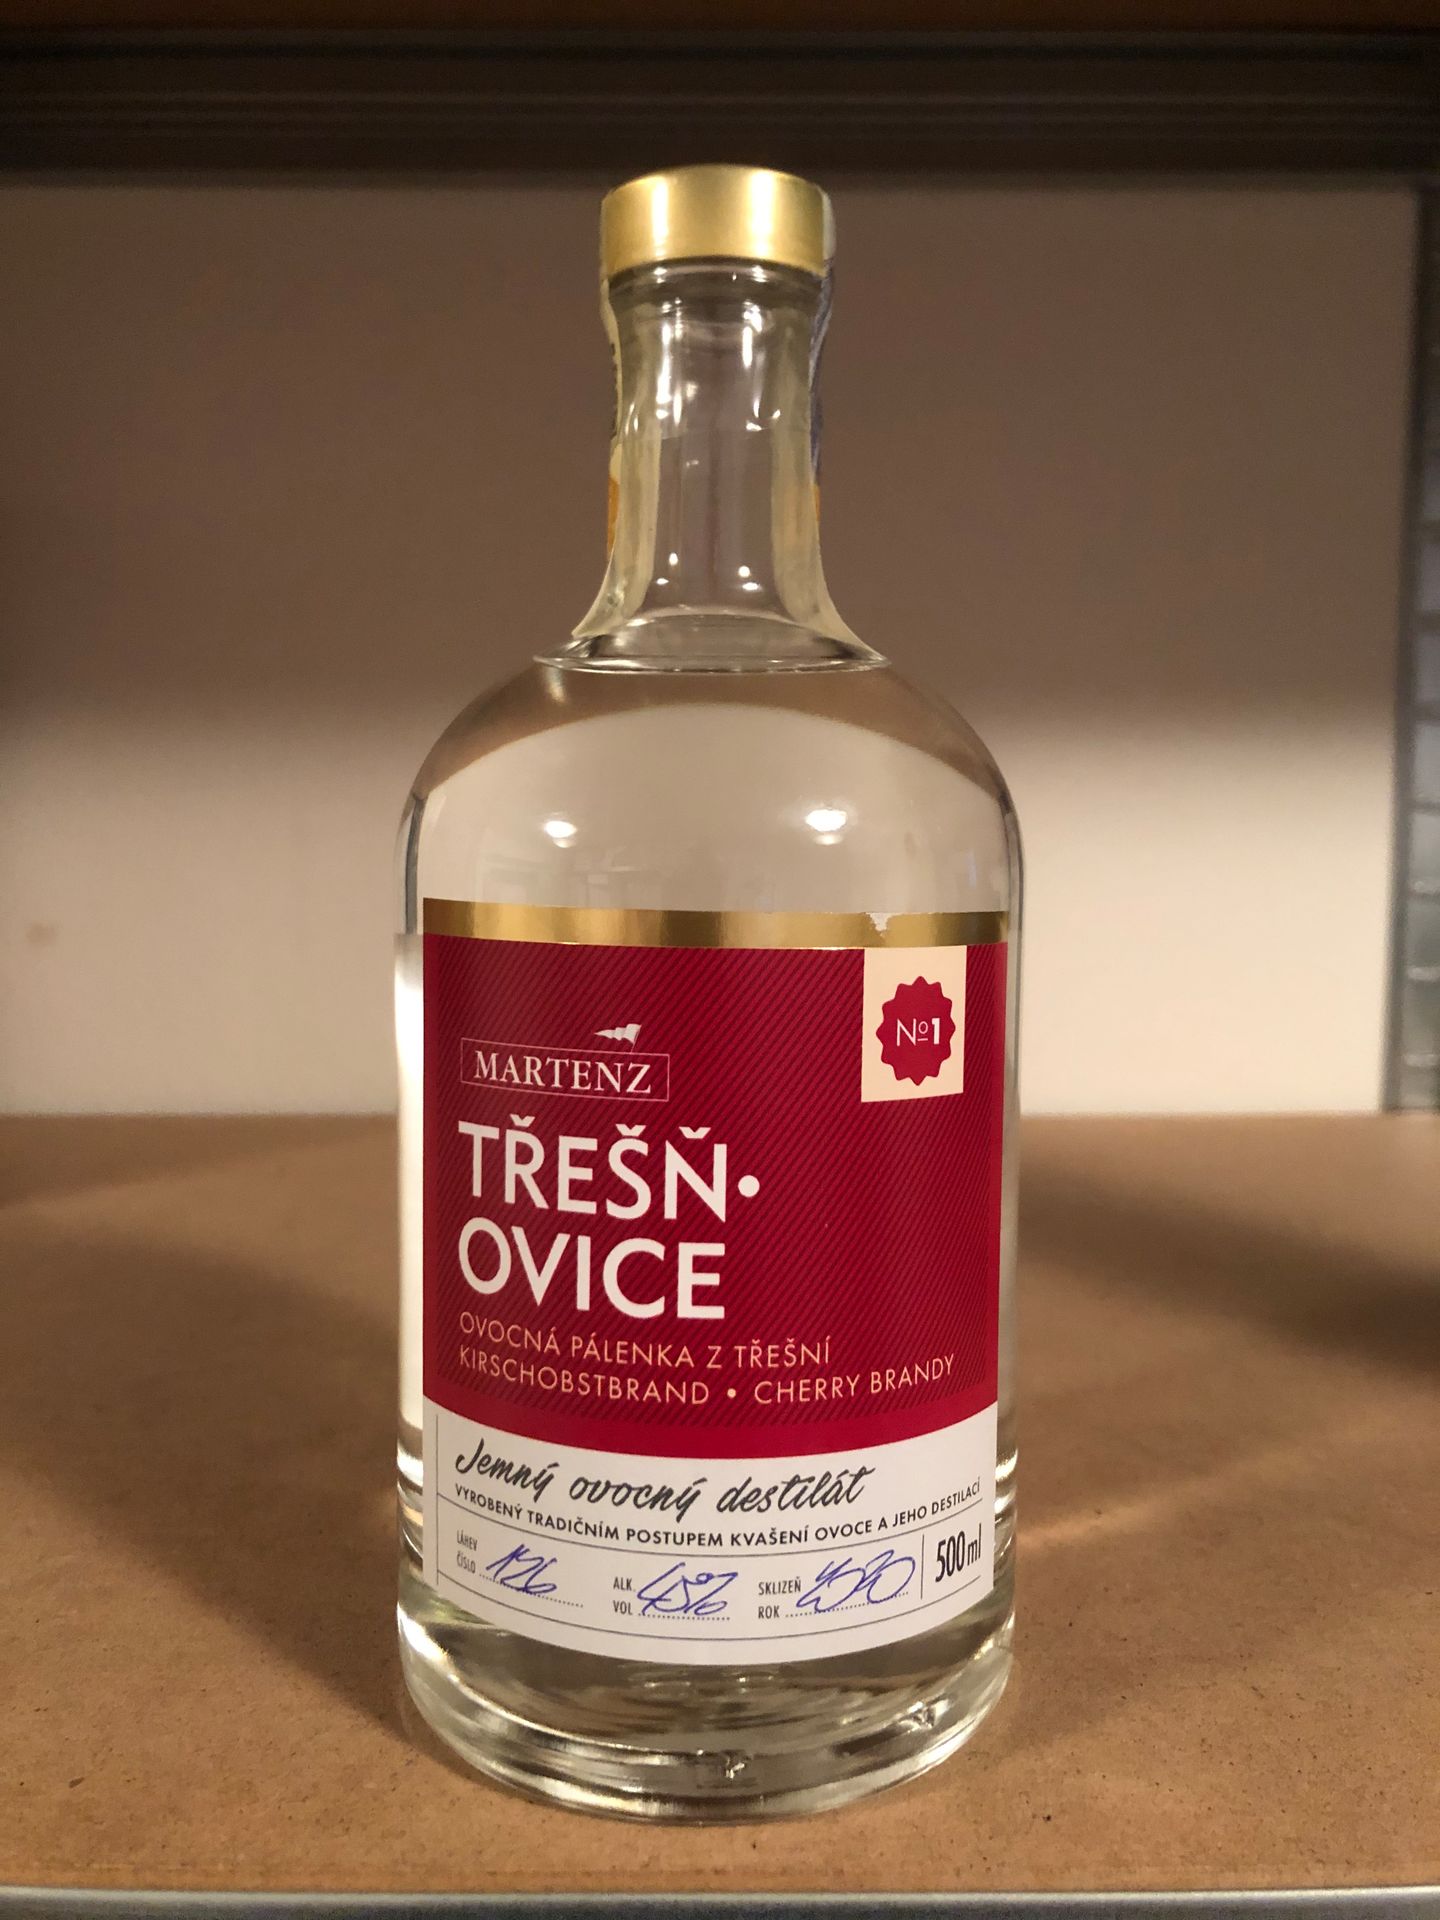 Nº1
MARTENZ
TŘEŠŇ•
OVICE
OVOCNÁ PÁLENKA Z TŘEŠNÍ
KIRSCHOBSTBRAND • CHERRY BRANDY
Jemný ovocný destilát
VYROBENÝ TRADIČNÍM POSTUPEM KVAŠENÍ OVOCE A JEHO DESTILACÍ
LÁHEV ČÍSLO 126
ALK. VOL 45%
SKLIZEŇ ROK
500 ml